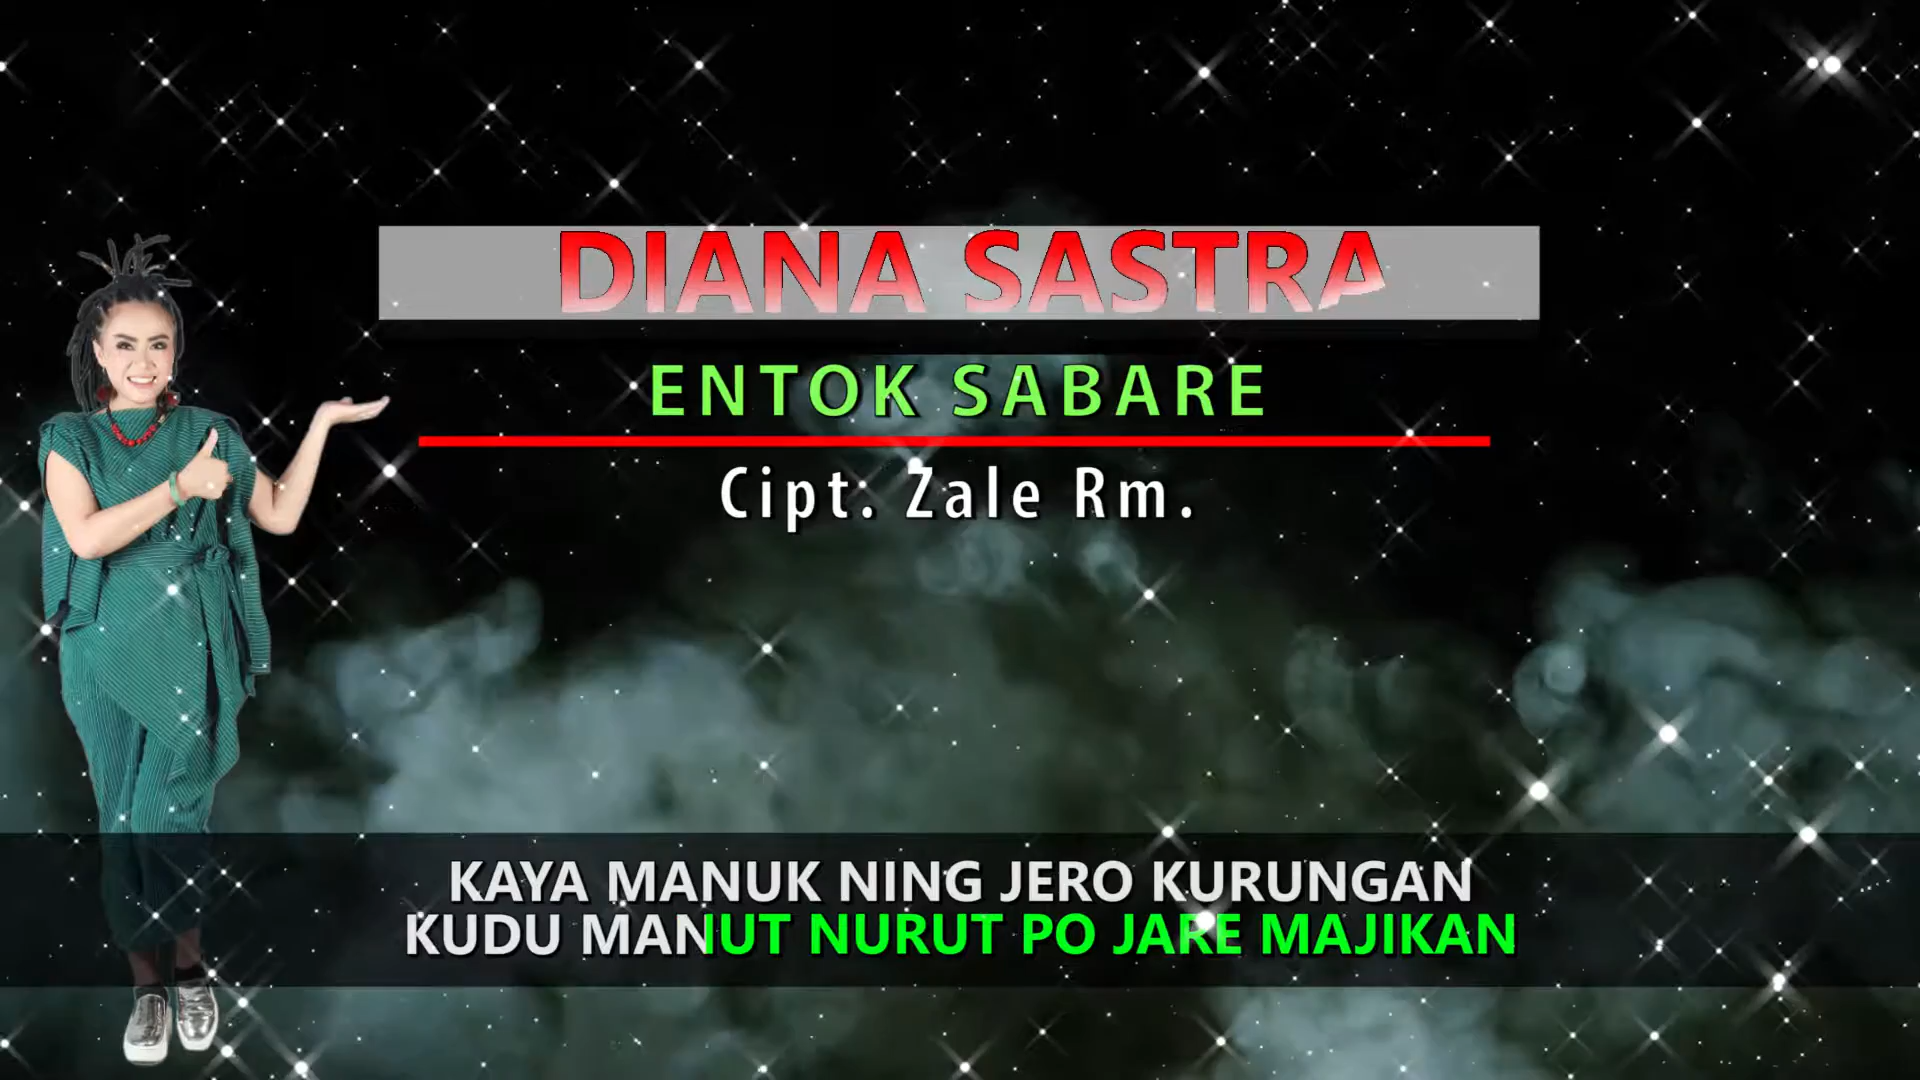 DIANA SASTRA
ENTOK SABARE
Cipt: Zale Rm.
KAYA MANUK NING JERO KURUNGAN
KUDU MANUT NURUT PO JARE MAJIKAN